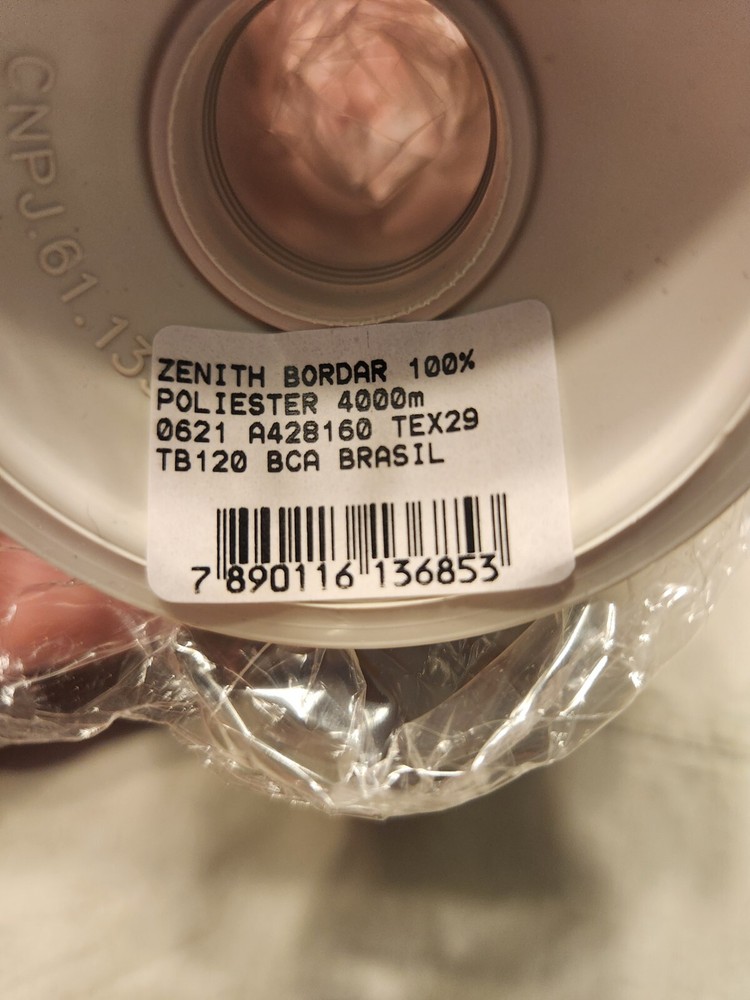 CNPJ.61.13
ZENITH BORDAR 100%
POLIESTER 4000m
0621 A428160 TEX29
TB120 BCA BRASIL
7 890116 136853